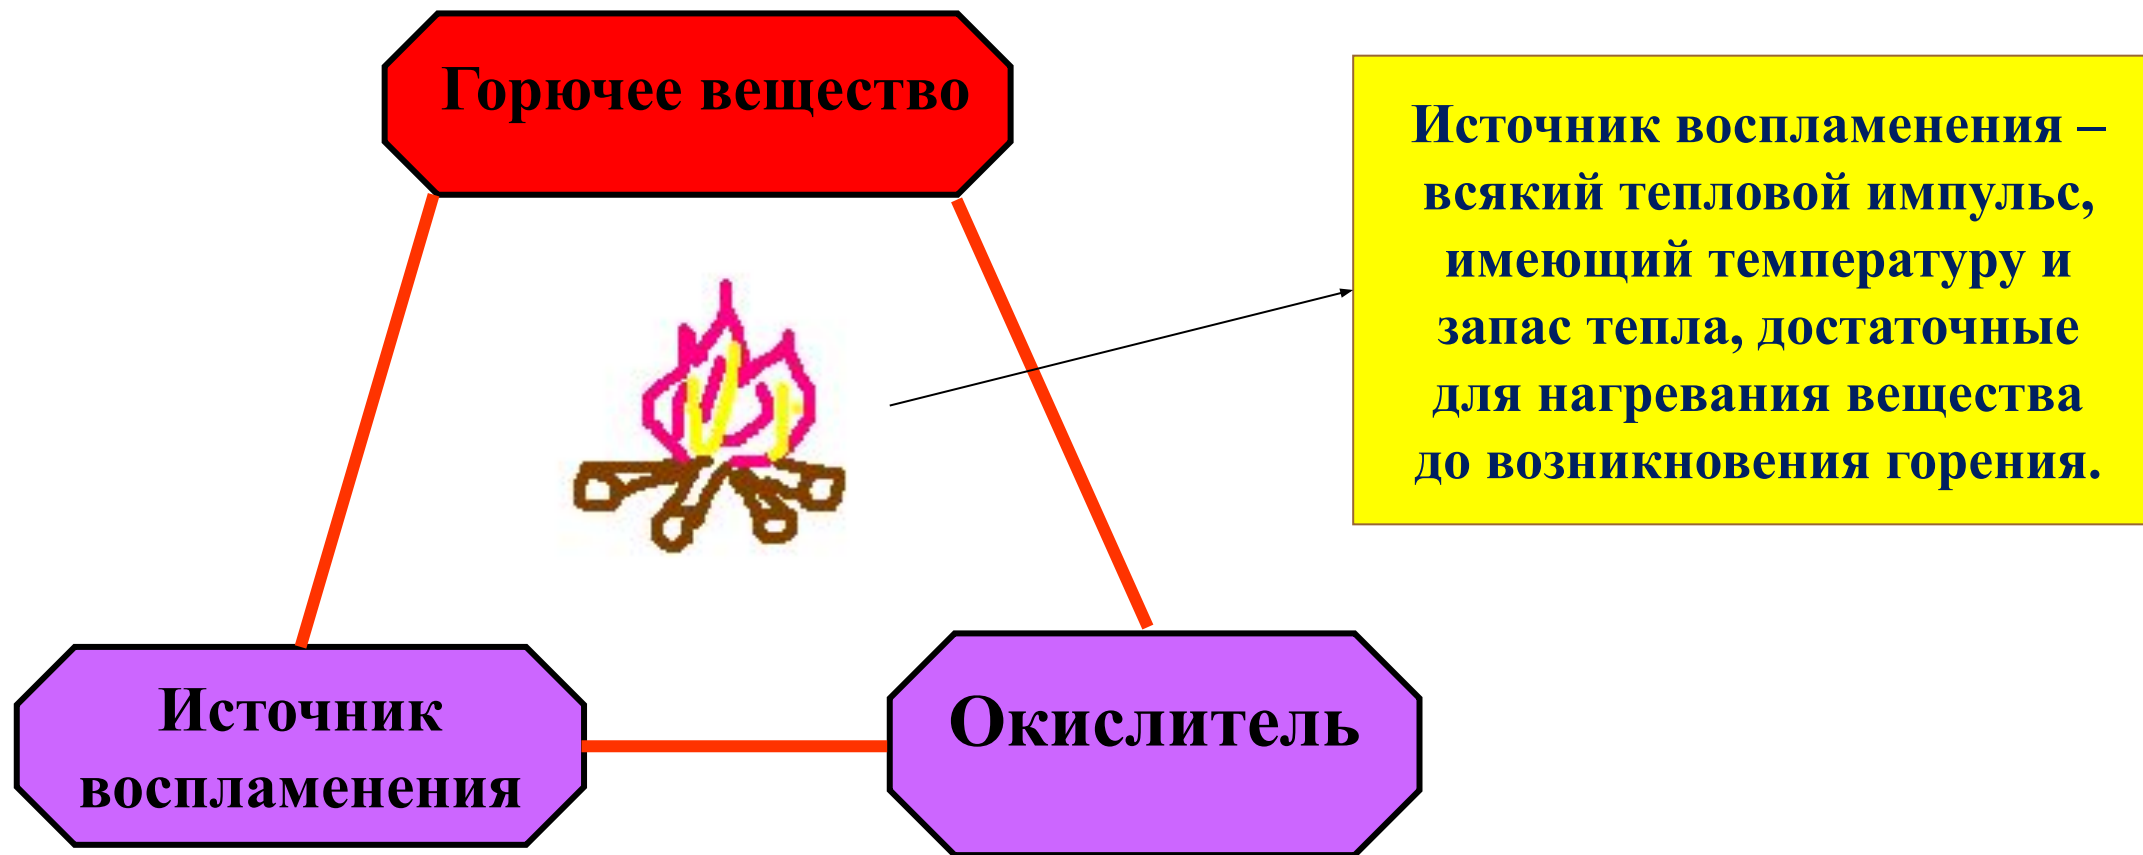 Горючее вещество
Источник воспламенения –
всякий тепловой импульс,
имеющий температуру и
запас тепла, достаточные
для нагревания вещества
до возникновения горения.
Источник
воспламенения
Окислитель